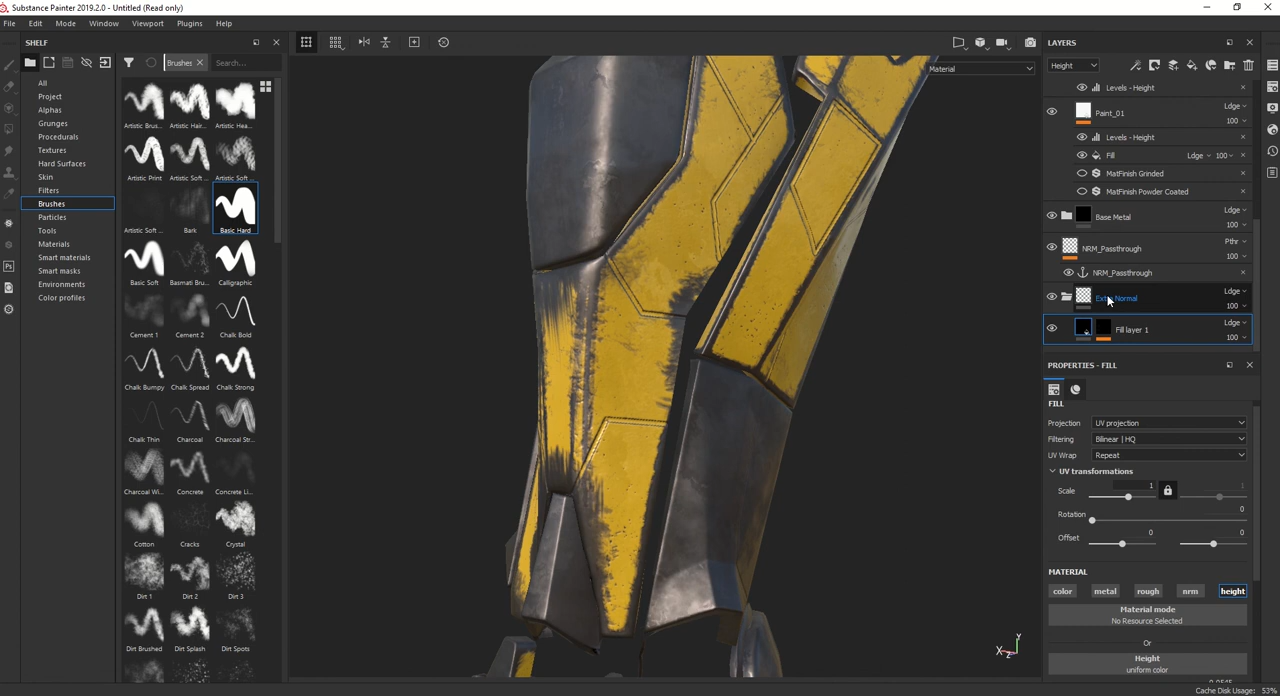 Substance Painter 2019.2.0 - Untitled (Read only)
File Edit Mode Window Viewport Plugins Help
SHELF
Brushes
Search...
All
Project
Alphas
Grunges
Procedurals
Textures
Hard Surfaces
Skin
Filters
Brushes
Particles
Tools
Materials
Smart materials
Smart masks
Environments
Color profiles
Artistic Brus... Artistic Hair... Artistic Hea...
Artistic Print Artistic Soft ... Artistic Soft ...
Artistic Soft ... Bark Basic Hard
Basic Soft Basmati Bru... Calligraphic
Cement 1 Cement 2 Chalk Bold
Chalk Bumpy Chalk Spread Chalk Strong
Chalk Thin Charcoal Charcoal Str...
Charcoal Wi... Concrete Concrete Li...
Cotton Cracks Crystal
Dirt 1 Dirt 2 Dirt 3
Dirt Brushed Dirt Splash Dirt Spots
Ps
Material
X Y Z
LAYERS
Height
Levels - Height
Paint_01 Ldge 100
Levels - Height
Fill Ldge 100
MatFinish Grinded
MatFinish Powder Coated
Base Metal Ldge 100
NRM_Passthrough Pthr 100
NRM_Passthrough
Normal Ldge 100
Fill layer 1 Ldge 100
PROPERTIES - FILL
FILL
Projection UV projection
Filtering Bilinear | HQ
UV Wrap Repeat
UV transformations
Scale 1 1
Rotation 0
Offset 0 0
MATERIAL
color metal rough nrm height
Material mode
No Resource Selected
Or
Height
uniform color
Cache Disk Usage: 53%